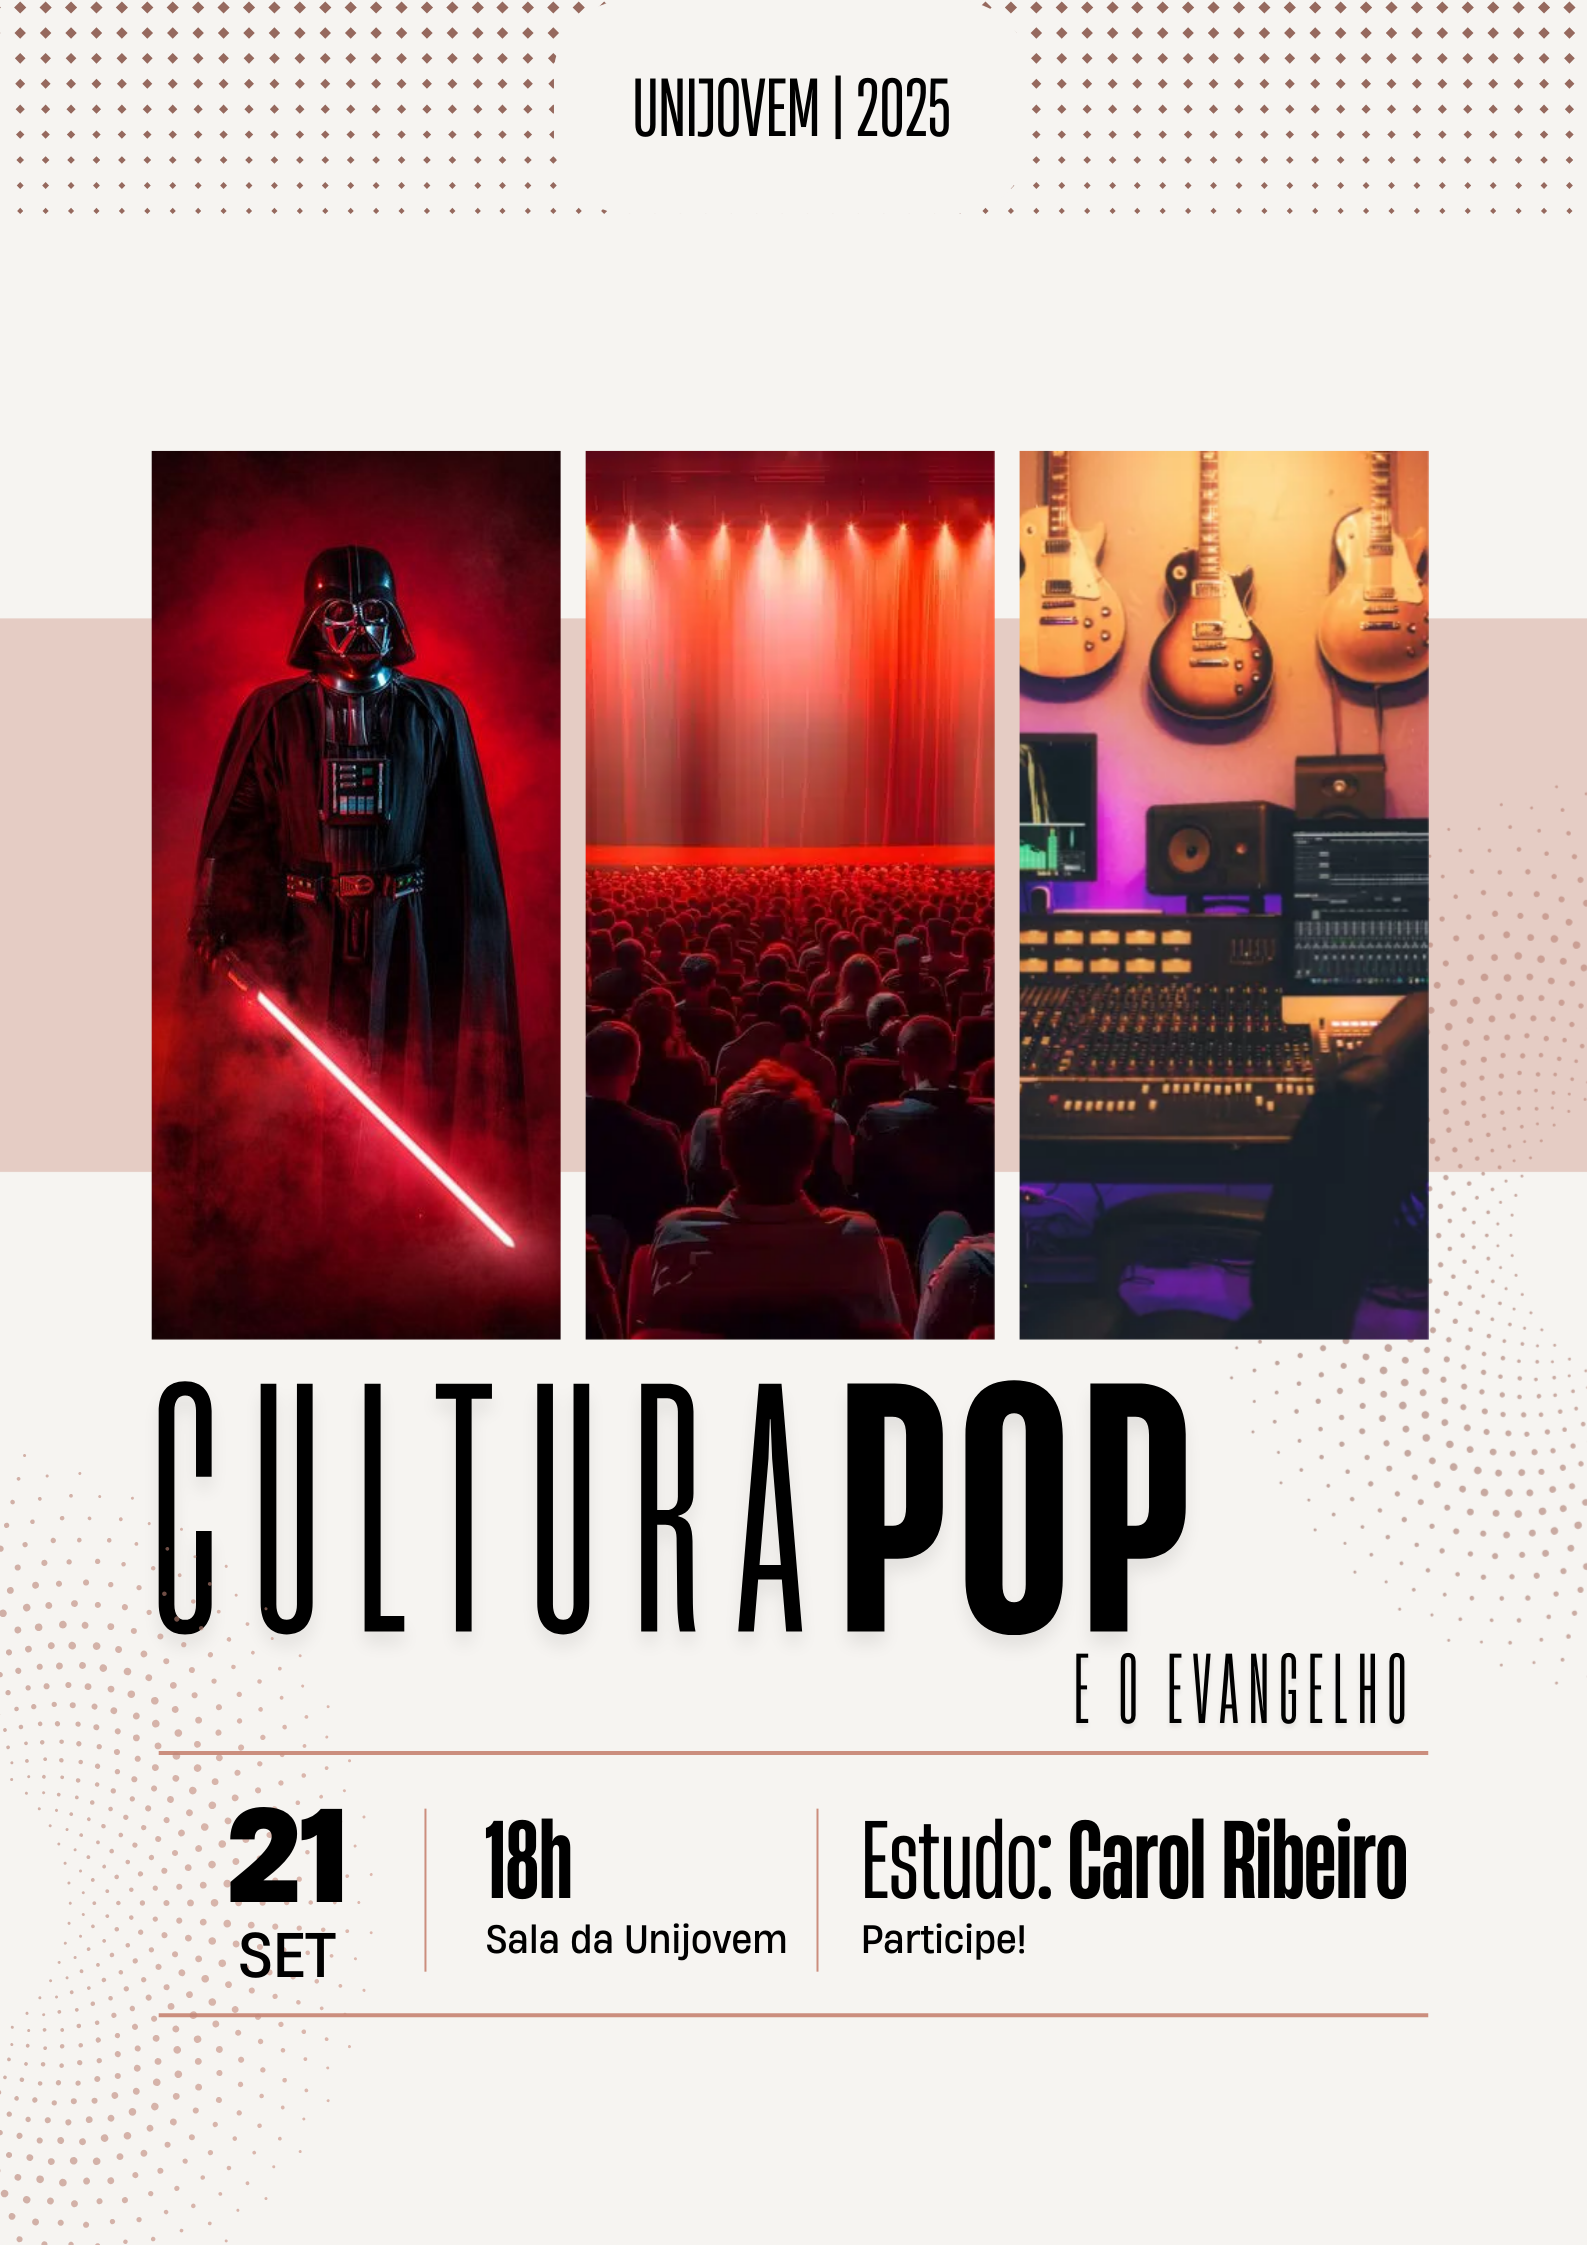 UNIJOVEM | 2025
CULTURAPOP
E O EVANGELHO
21
SET
18h
Sala da Unijovem
Estudo: Carol Ribeiro
Participe!